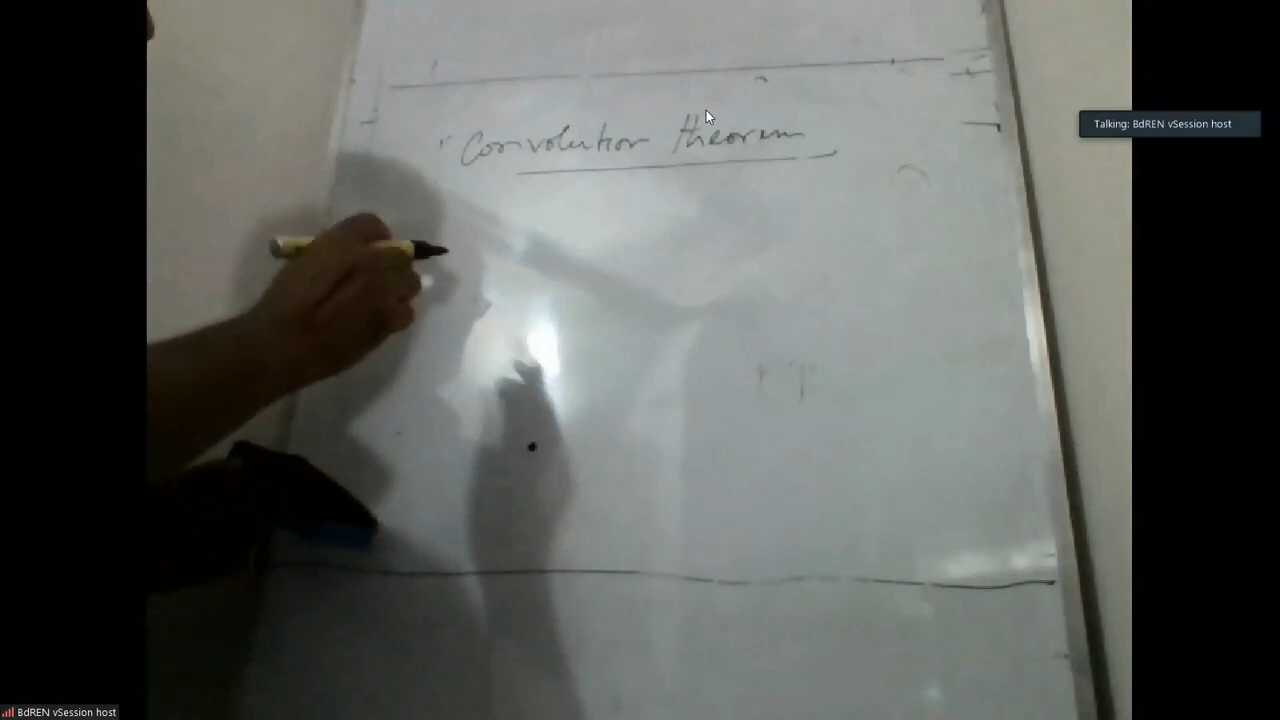 Convolution theorem
Talking: BdREN vSession host
BdREN vSession host